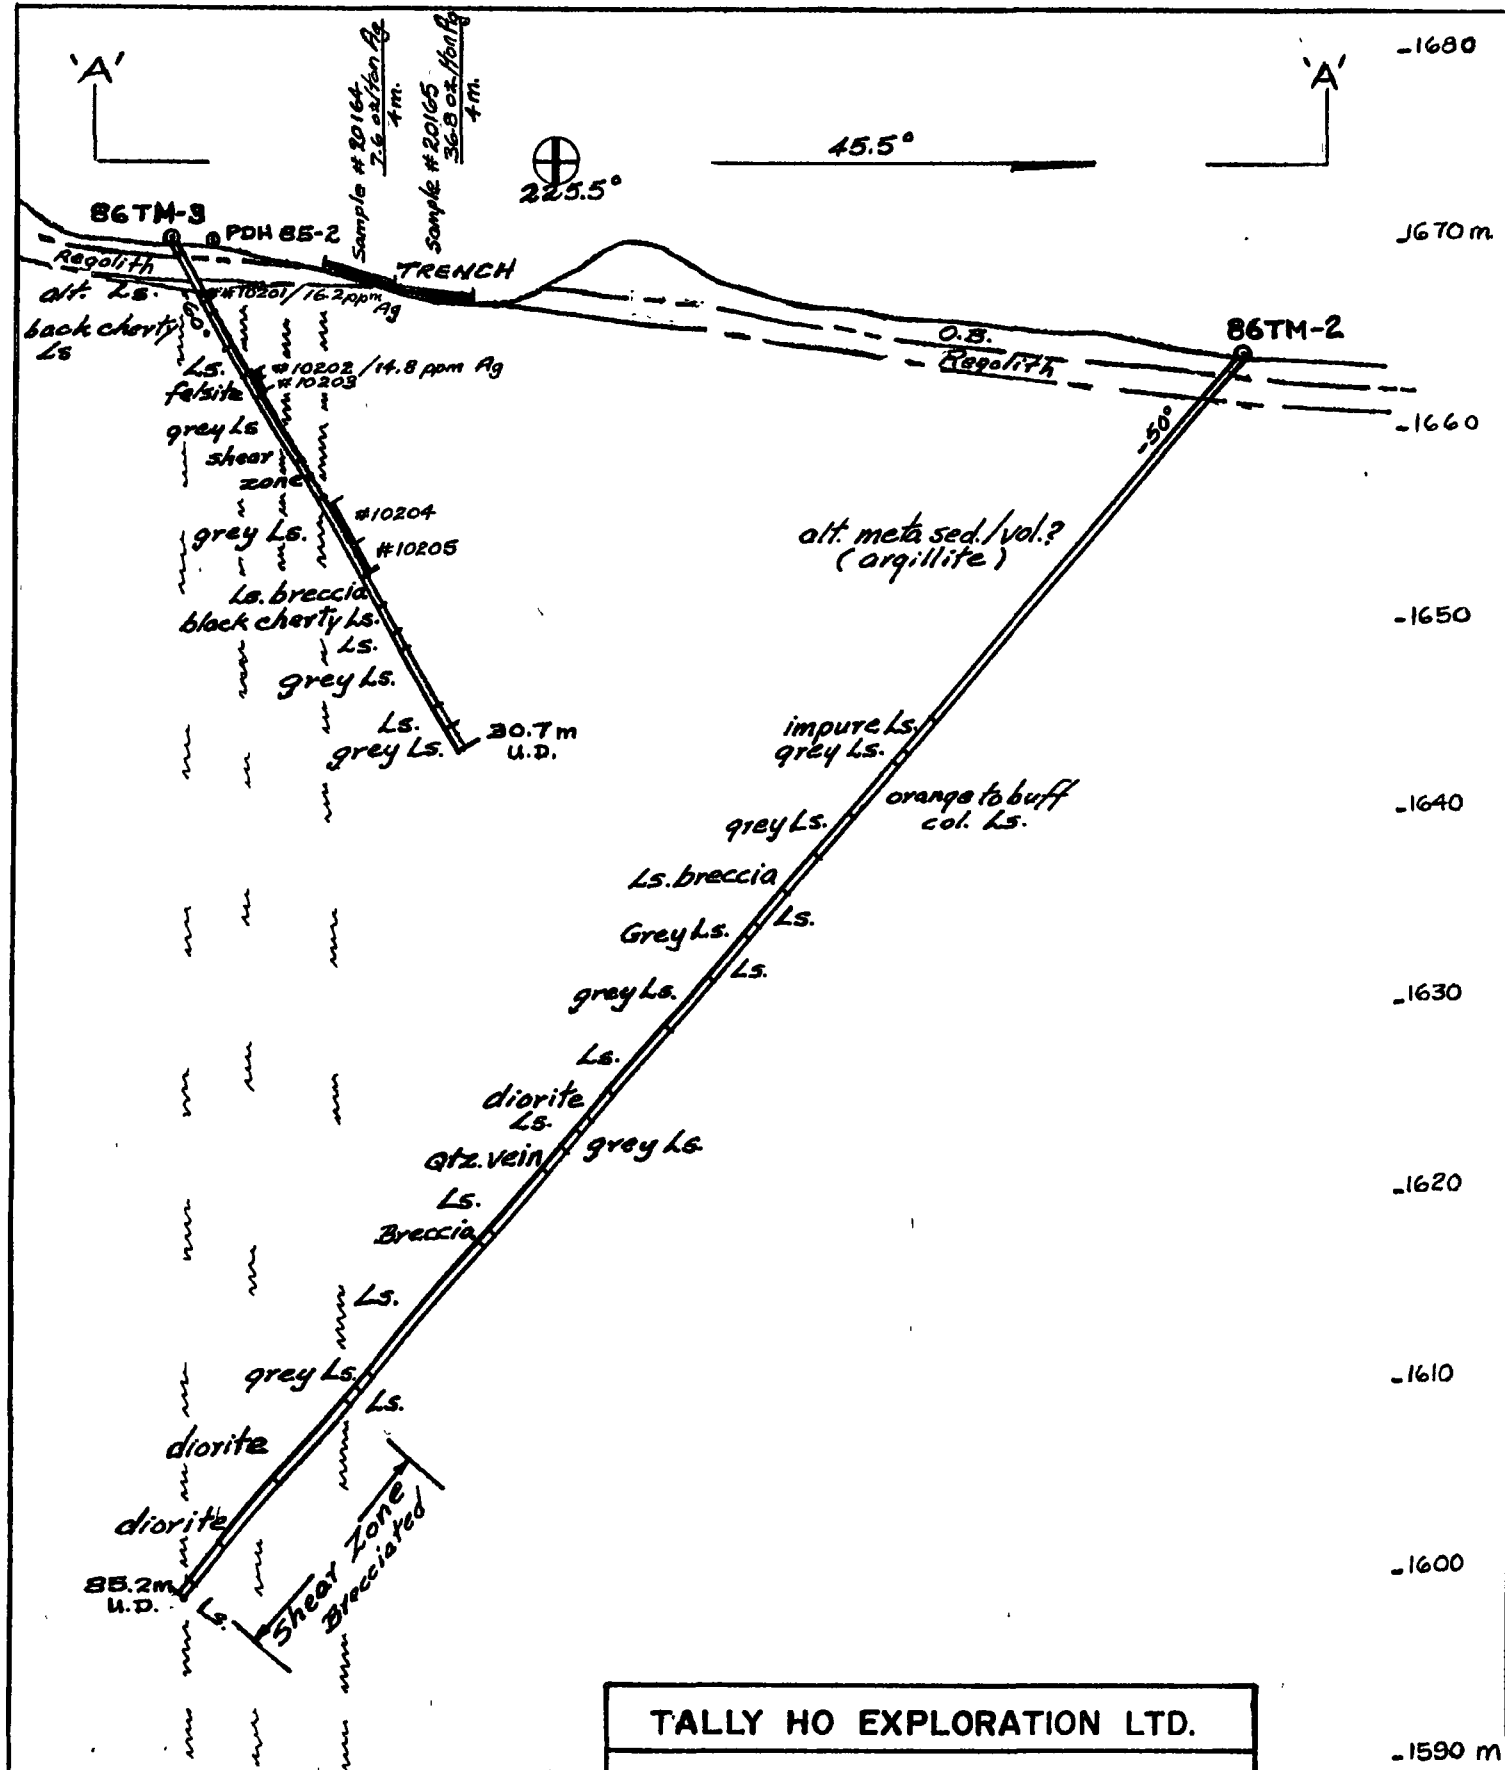 'A'
'A'
-1680
Sample #20164
7.6 oz/ton Ag
4m.
Sample #20165
36.8 oz/ton Ag
4m.
225.5°
45.5°
86TM-3
PDH 85-2
-1670 m
Regolith
TRENCH
alt. Ls.
#10201/16.2ppm Ag
-60°
back cherty
Ls
O.B.
Regolith
86TM-2
Ls.
#10202/14.8 ppm Ag
felsite
#10203
-1660
grey Ls
-50°
shear
zone
#10204
grey Ls.
#10205
alt. meta sed./vol.?
(argillite)
Ls. breccia
black cherty Ls.
-1650
Ls.
grey Ls.
Ls.
grey Ls.
30.7m
U.D.
impure Ls.
grey Ls.
orange to buff
col. Ls.
-1640
grey Ls.
Ls. breccia
Ls.
Grey Ls.
Ls.
grey Ls.
-1630
Ls.
diorite
Ls.
grey Ls.
Qtz. vein
-1620
Ls.
Breccia
Ls.
grey Ls.
-1610
Ls.
diorite
Shear Zone
Brecciated
diorite
85.2m
U.D.
Ls.
-1600
TALLY HO EXPLORATION LTD.
-1590 m